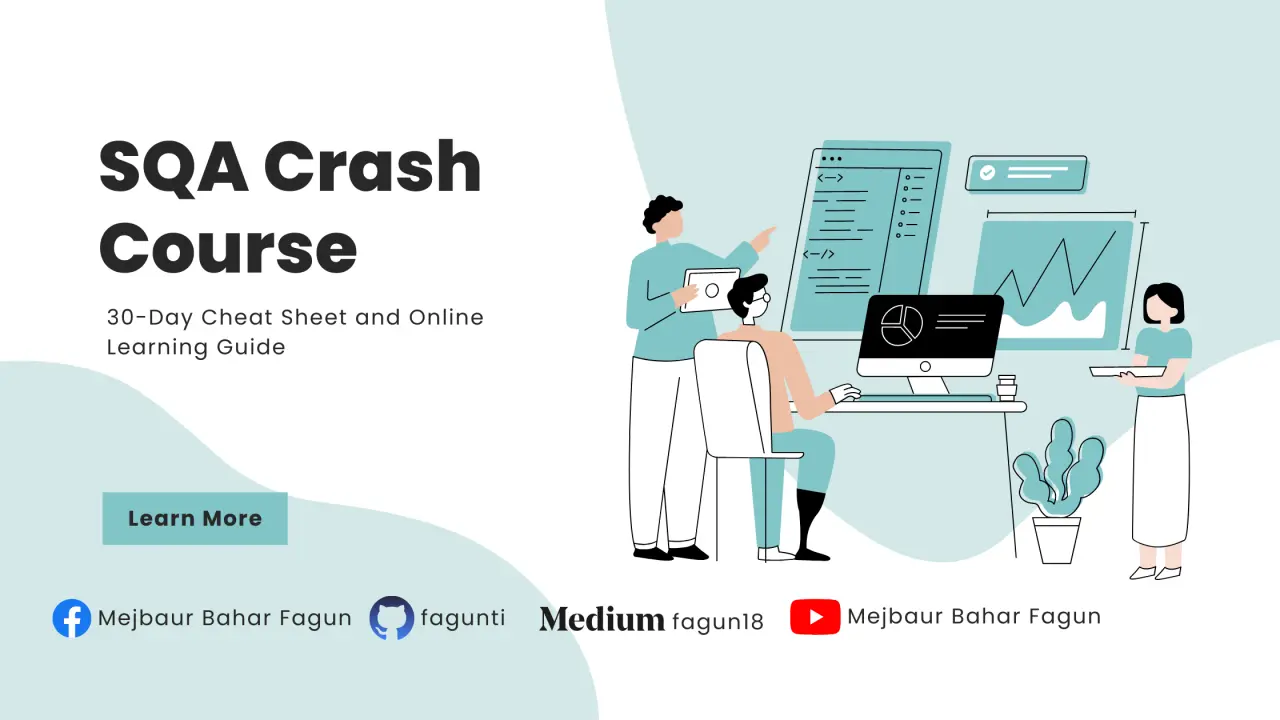 SQA Crash
Course
30-Day Cheat Sheet and Online
Learning Guide
Learn More
Mejbaur Bahar Fagun
fagunti
Medium fagun18
Mejbaur Bahar Fagun